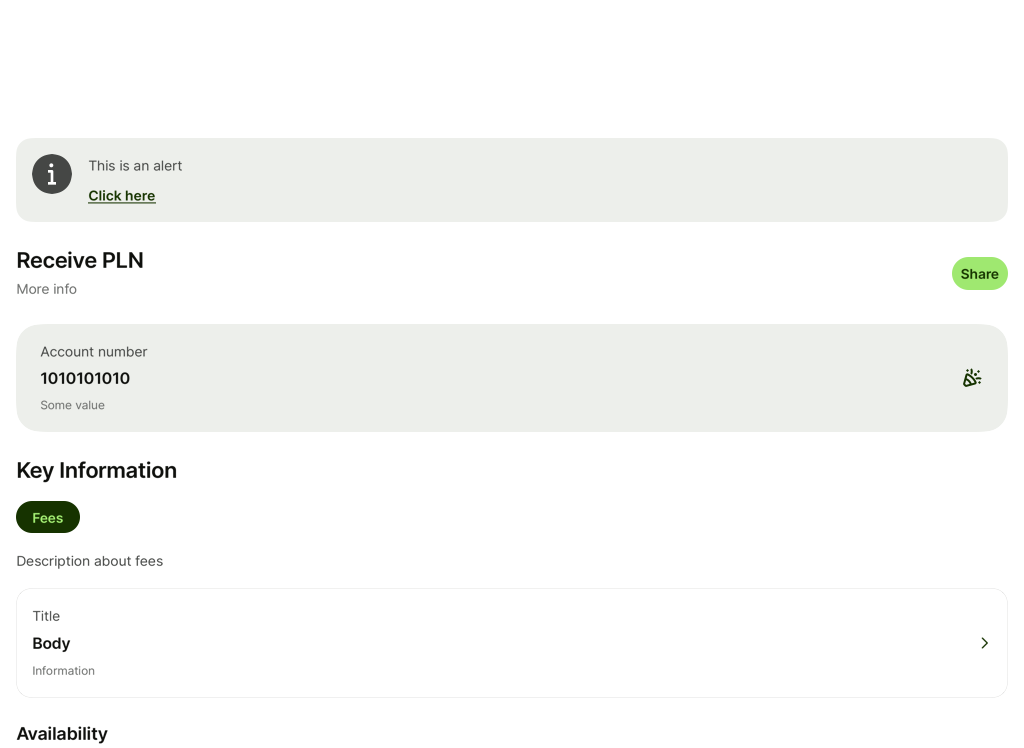 This is an alert
Click here
Receive PLN
More info
Share
Account number
1010101010
Some value
Key Information
Fees
Description about fees
Title
Body
Information
Availability